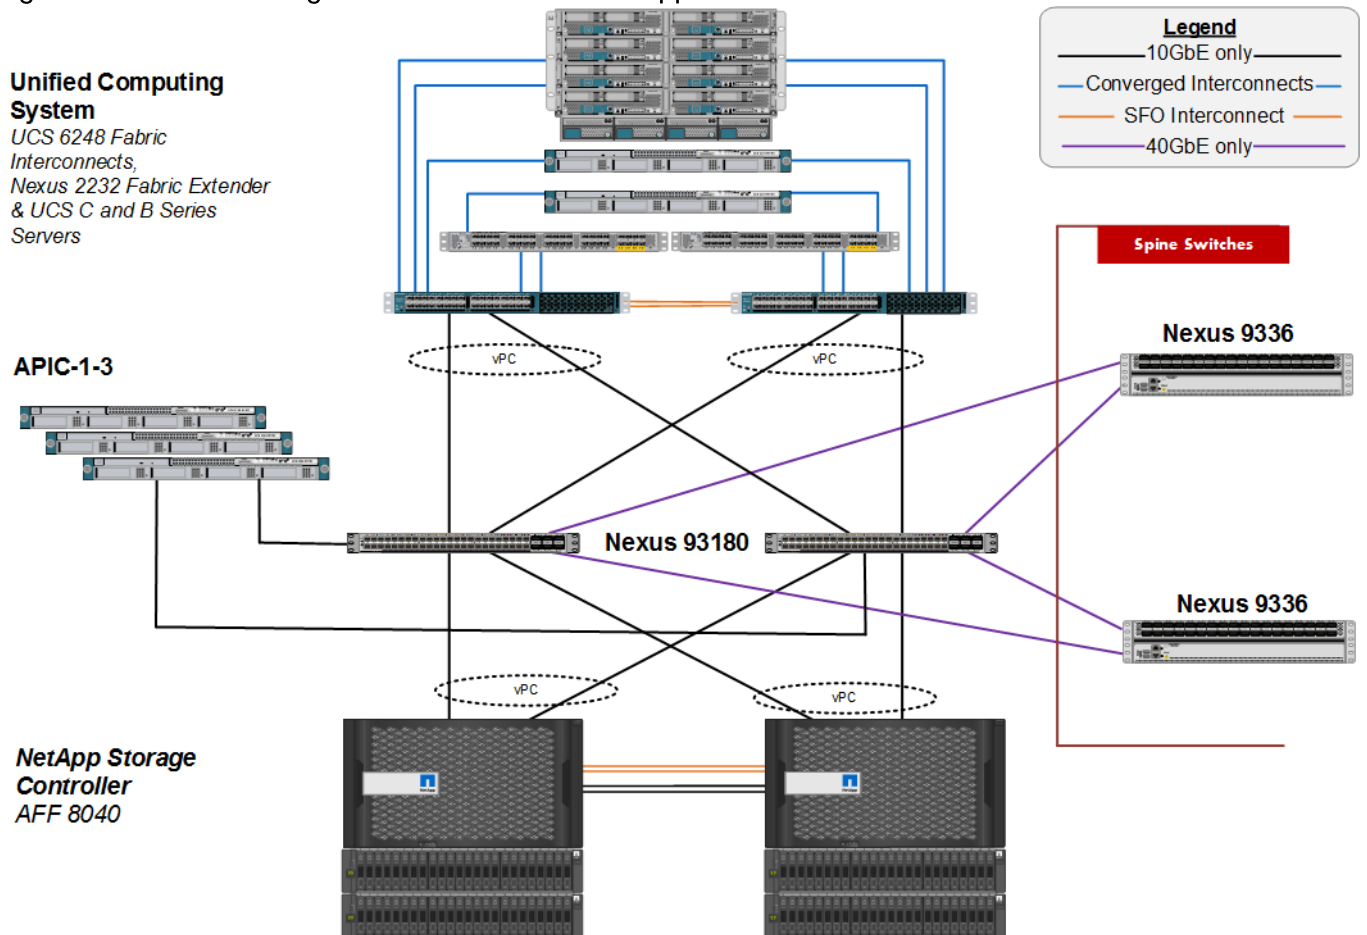 Legend
10GbE only
Converged Interconnects
SFO Interconnect
40GbE only
Unified Computing
System
UCS 6248 Fabric
Interconnects,
Nexus 2232 Fabric Extender
& UCS C and B Series
Servers
Spine Switches
Nexus 9336
vPC
vPC
APIC-1-3
Nexus 93180
Nexus 9336
vPC
vPC
NetApp Storage
Controller
AFF 8040
NetApp
NetApp